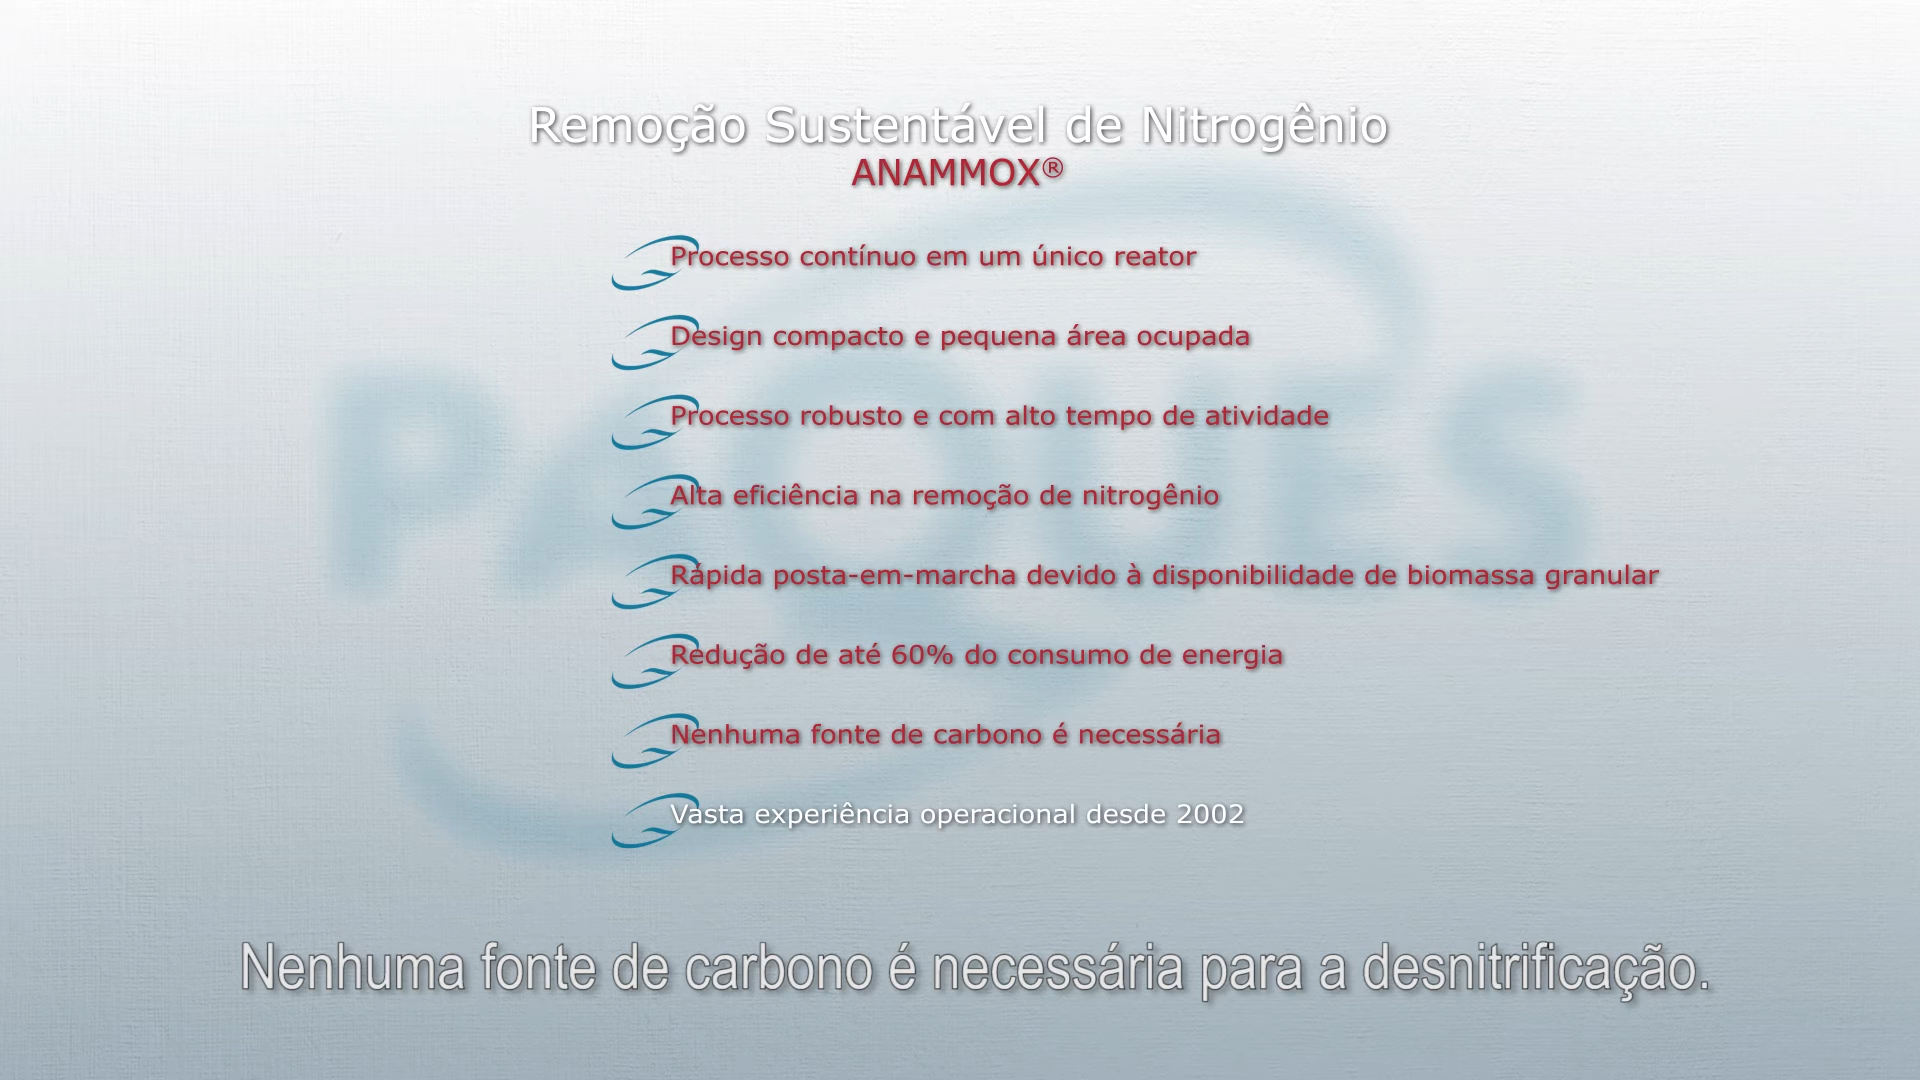 Remoção Sustentável de Nitrogênio
ANAMMOX®
Processo contínuo em um único reator
Design compacto e pequena área ocupada
Processo robusto e com alto tempo de atividade
Alta eficiência na remoção de nitrogênio
Rápida posta-em-marcha devido à disponibilidade de biomassa granular
Redução de até 60% do consumo de energia
Nenhuma fonte de carbono é necessária
Vasta experiência operacional desde 2002
PAQUES
Nenhuma fonte de carbono é necessária para a desnitrificação.